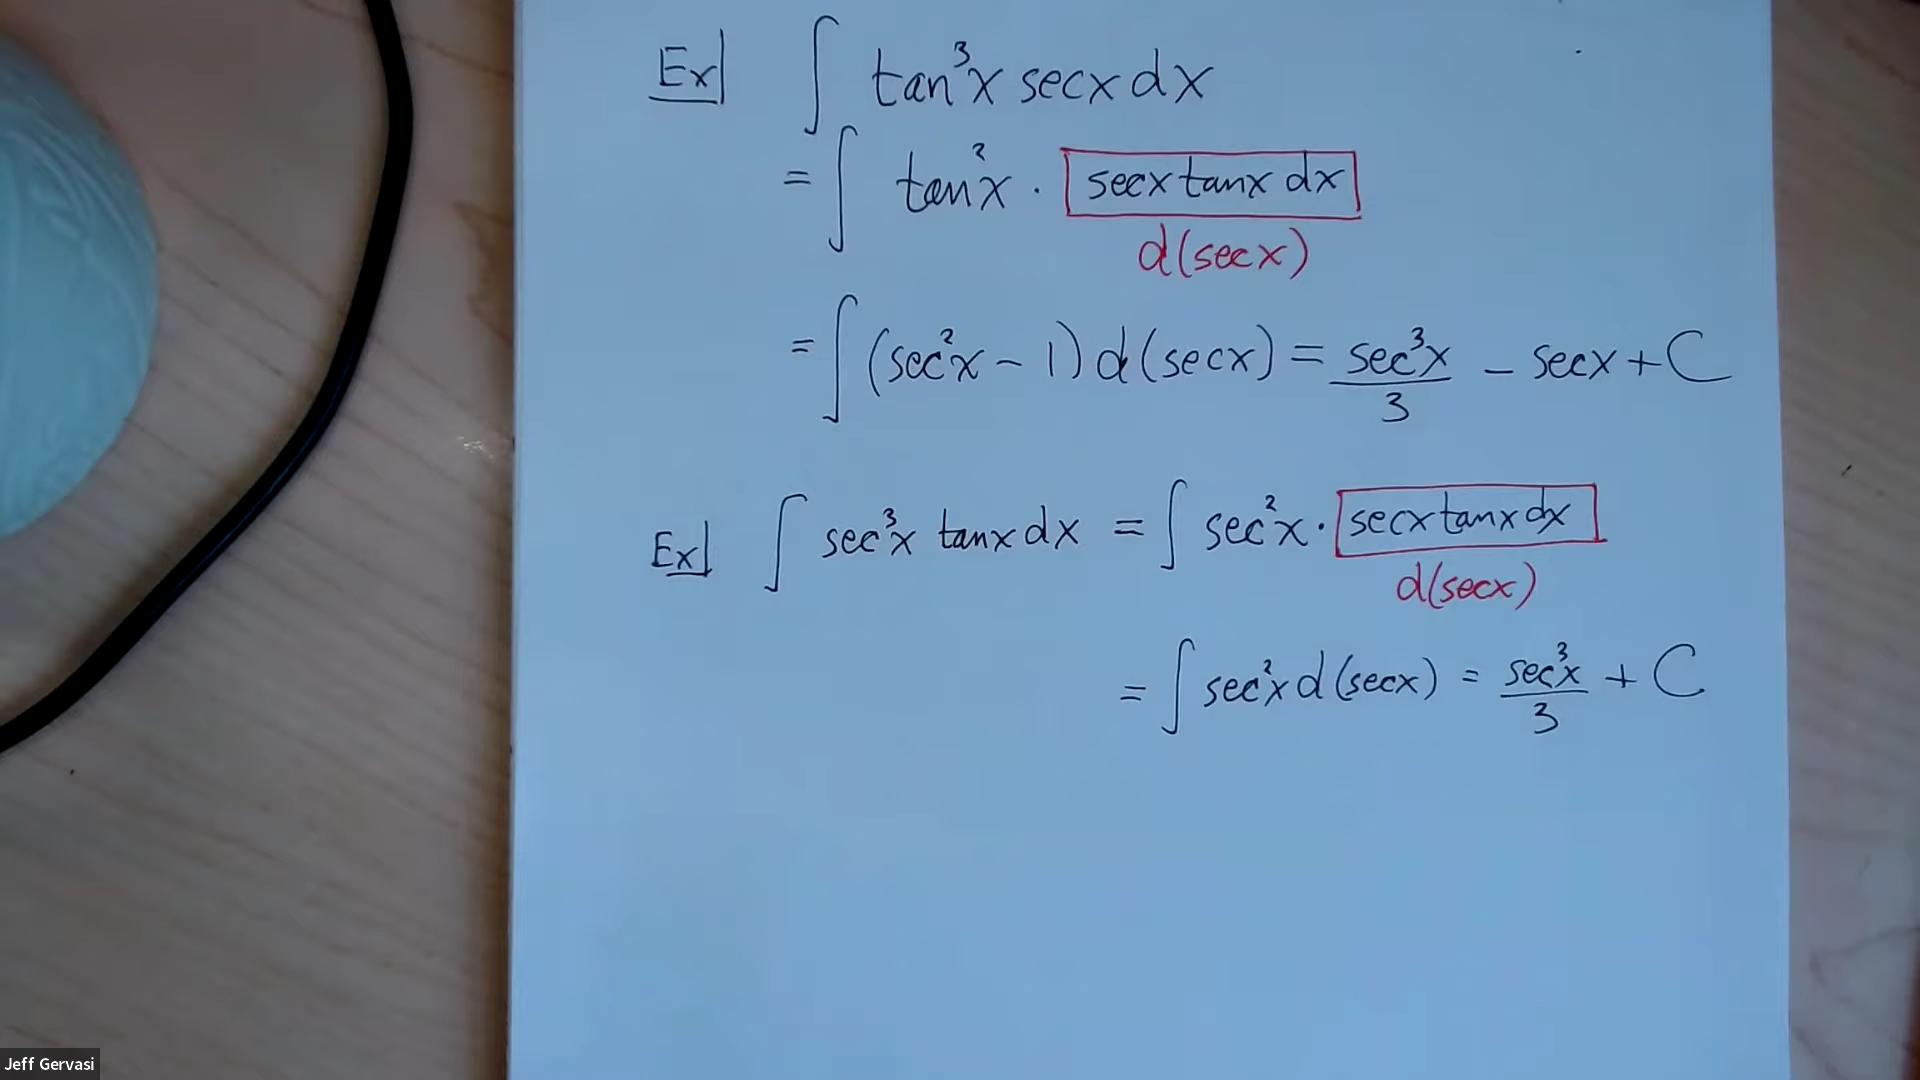 Ex| ∫ tan³x secx dx
= ∫ tan²x · secx tanx dx
d(secx)
= ∫ (sec²x - 1) d(secx) = sec³x/3 - secx + C
Ex| ∫ sec³x tanx dx = ∫ sec²x · secx tanx dx
d(secx)
= ∫ sec²x d(secx) = sec³x/3 + C
Jeff Gervasi